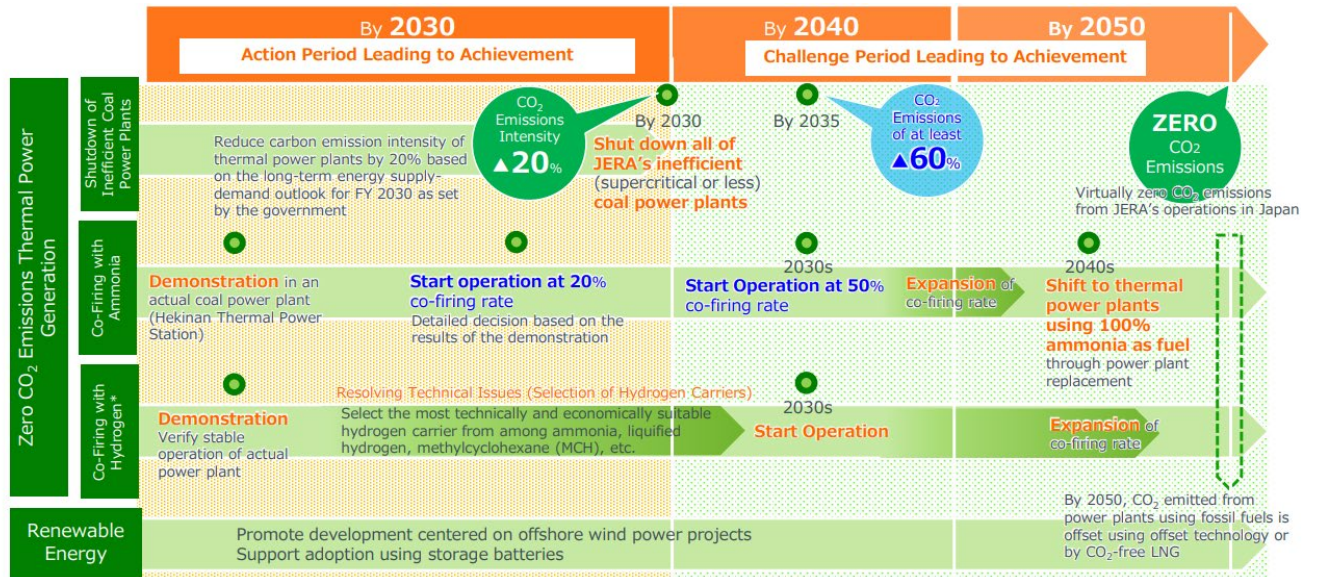 By 2030
Action Period Leading to Achievement
By 2040
By 2050
Challenge Period Leading to Achievement
Zero CO₂ Emissions Thermal Power
Generation
Shutdown of
Inefficient Coal
Power Plants
Reduce carbon emission intensity of
thermal power plants by 20% based
on the long-term energy supply-
demand outlook for FY 2030 as set
by the government
CO₂
Emissions
Intensity
▲20%
By 2030
Shut down all of
JERA's inefficient
(supercritical or less)
coal power plants
By 2035
CO₂
Emissions
of at least
▲60%
ZERO
CO₂
Emissions
Virtually zero CO₂ emissions
from JERA's operations in Japan
Co-Firing with
Ammonia
Demonstration in an
actual coal power plant
(Hekinan Thermal Power
Station)
Start operation at 20%
co-firing rate
Detailed decision based on the
results of the demonstration
2030s
Start Operation at 50%
co-firing rate
Expansion of
co-firing rate
2040s
Shift to thermal
power plants
using 100%
ammonia as fuel
through power plant
replacement
Co-Firing with
Hydrogen*
Demonstration
Verify stable
operation of actual
power plant
Resolving Technical Issues (Selection of Hydrogen Carriers)
Select the most technically and economically suitable
hydrogen carrier from among ammonia, liquified
hydrogen, methylcyclohexane (MCH), etc.
2030s
Start Operation
Expansion of
co-firing rate
By 2050, CO₂ emitted from
power plants using fossil fuels is
offset using offset technology or
by CO₂-free LNG
Renewable
Energy
Promote development centered on offshore wind power projects
Support adoption using storage batteries